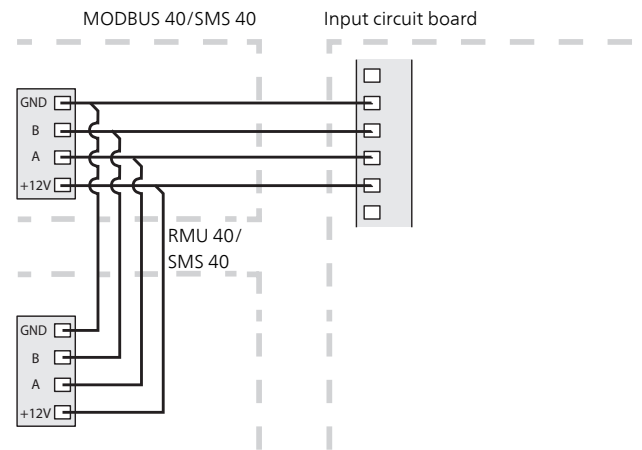 MODBUS 40/SMS 40
Input circuit board
GND
B
A
+12V
RMU 40/
SMS 40
GND
B
A
+12V